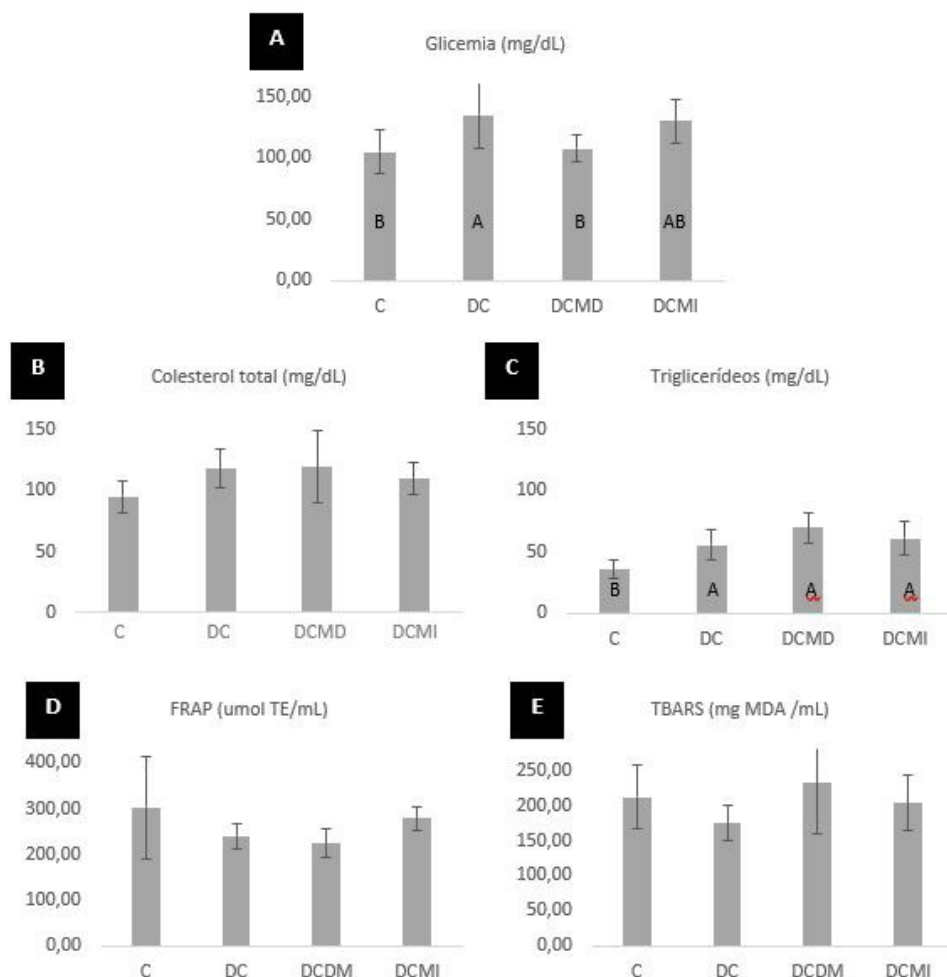 A
Glicemia (mg/dL)
150,00
100,00
50,00
0,00
B
A
B
AB
C DC DCMD DCMI
B
Colesterol total (mg/dL)
150
100
50
0
C DC DCMD DCMI
C
Triglicerídeos (mg/dL)
150
100
50
0
B
A
A
A
C DC DCMD DCMI
D
FRAP (umol TE/mL)
400,00
300,00
200,00
100,00
0,00
C DC DCDM DCMI
E
TBARS (mg MDA /mL)
250,00
200,00
150,00
100,00
50,00
0,00
C DC DCDM DCMI